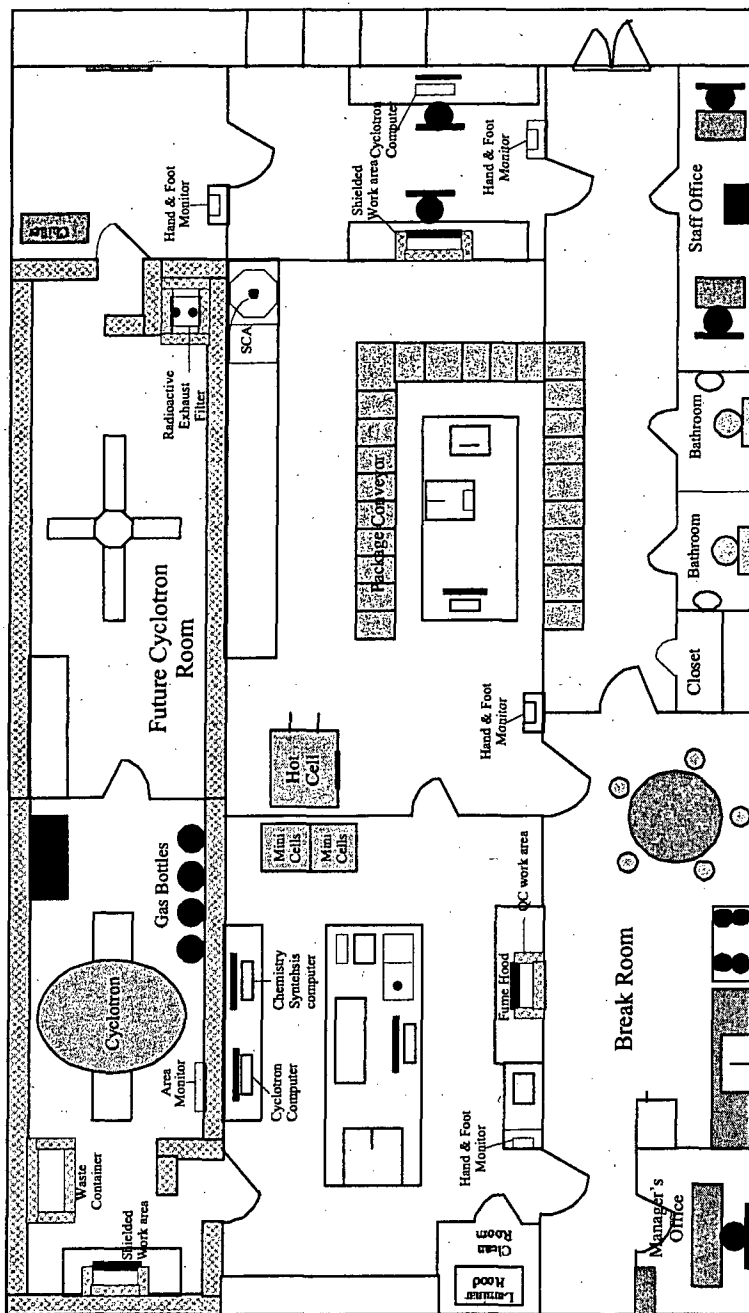 Chiller
Hand & Foot
Monitor
Cyclotron
Computer
Shielded
Work area
Hand & Foot
Monitor
Staff Office
SCA
Radioactive
Exhaust
Filter
Package Conveyor
Bathroom
Bathroom
Closet
Future Cyclotron
Room
Hot
Cell
Hand & Foot
Monitor
Mini
Cells
Mini
Cells
Gas Bottles
Cyclotron
Area
Monitor
Chemistry
Syntehsis
computer
Cyclotron
Computer
QC work area
Fume Hood
Break Room
Hand & Foot
Monitor
Waste
Container
Shielded
Work area
Clean
Room
Laminar
Hood
Manager's
Office